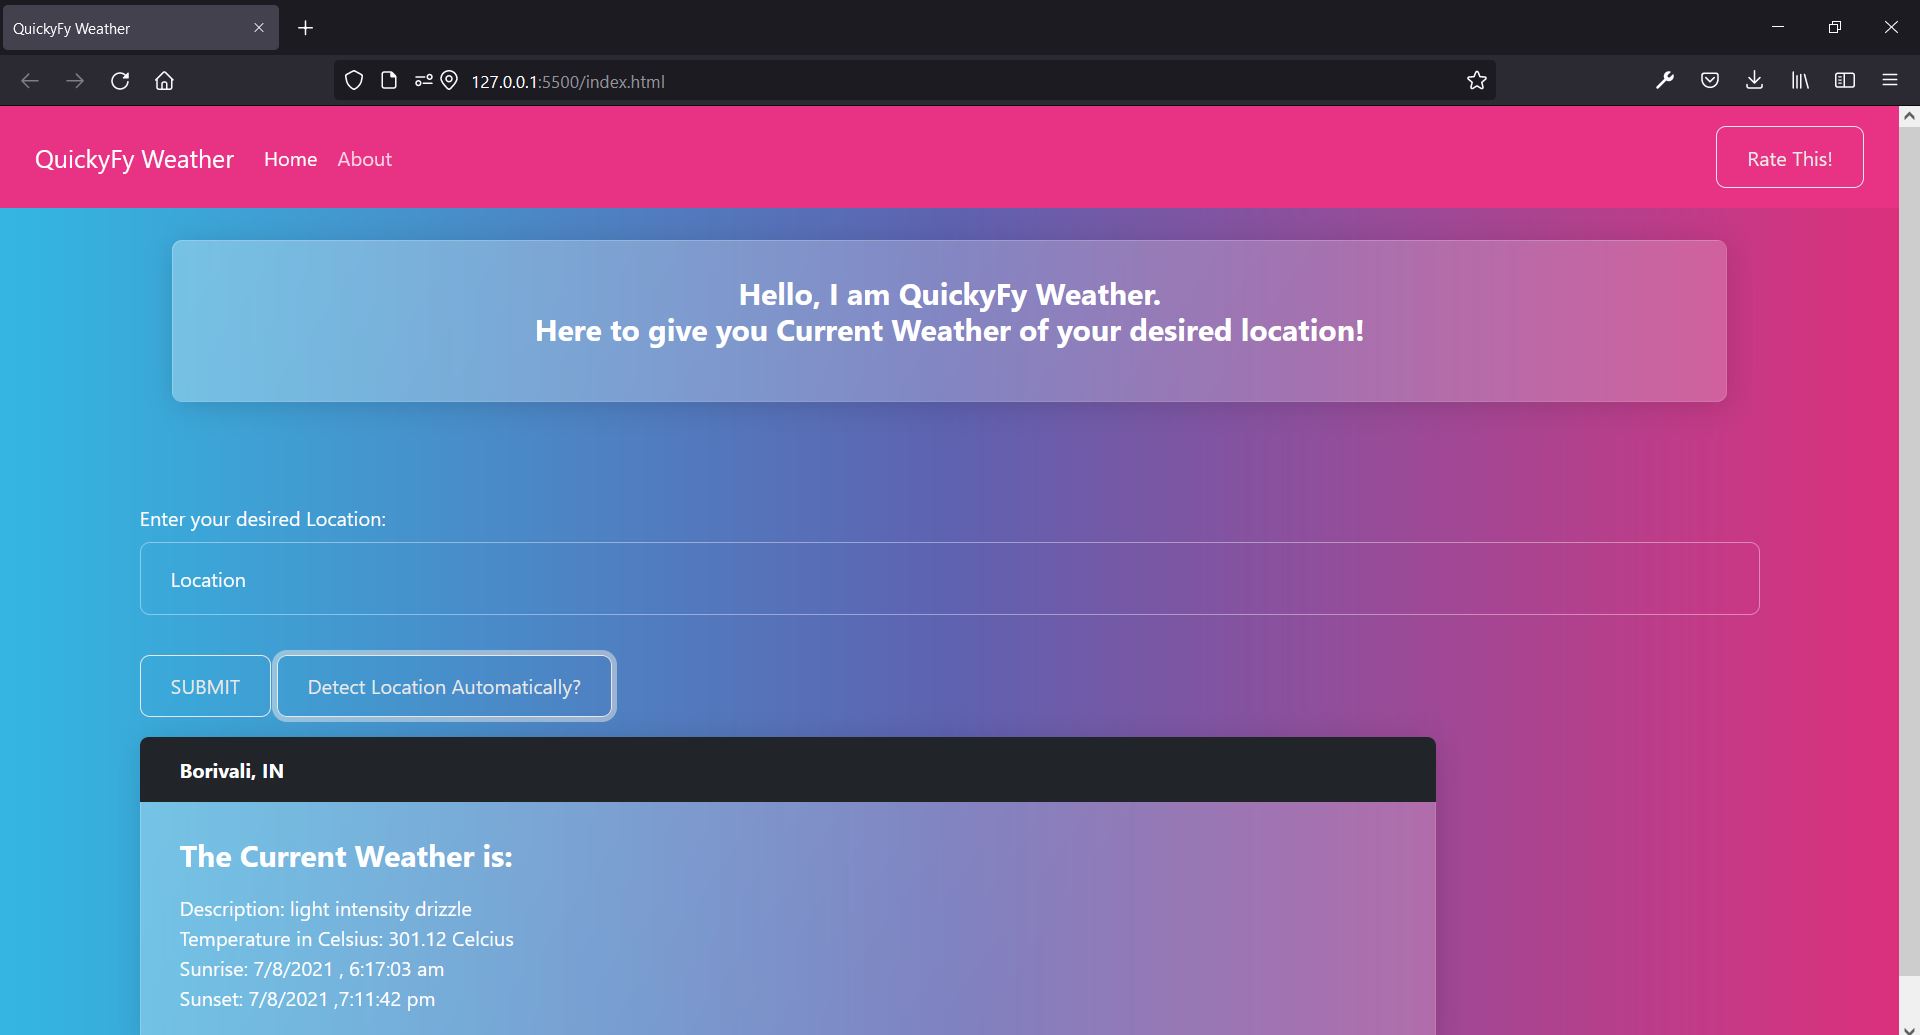 QuickyFy Weather
127.0.0.1:5500/index.html
QuickyFy Weather Home About Rate This!
Hello, I am QuickyFy Weather.
Here to give you Current Weather of your desired location!
Enter your desired Location:
Location
SUBMIT Detect Location Automatically?
Borivali, IN
The Current Weather is:
Description: light intensity drizzle
Temperature in Celsius: 301.12 Celcius
Sunrise: 7/8/2021 , 6:17:03 am
Sunset: 7/8/2021 ,7:11:42 pm